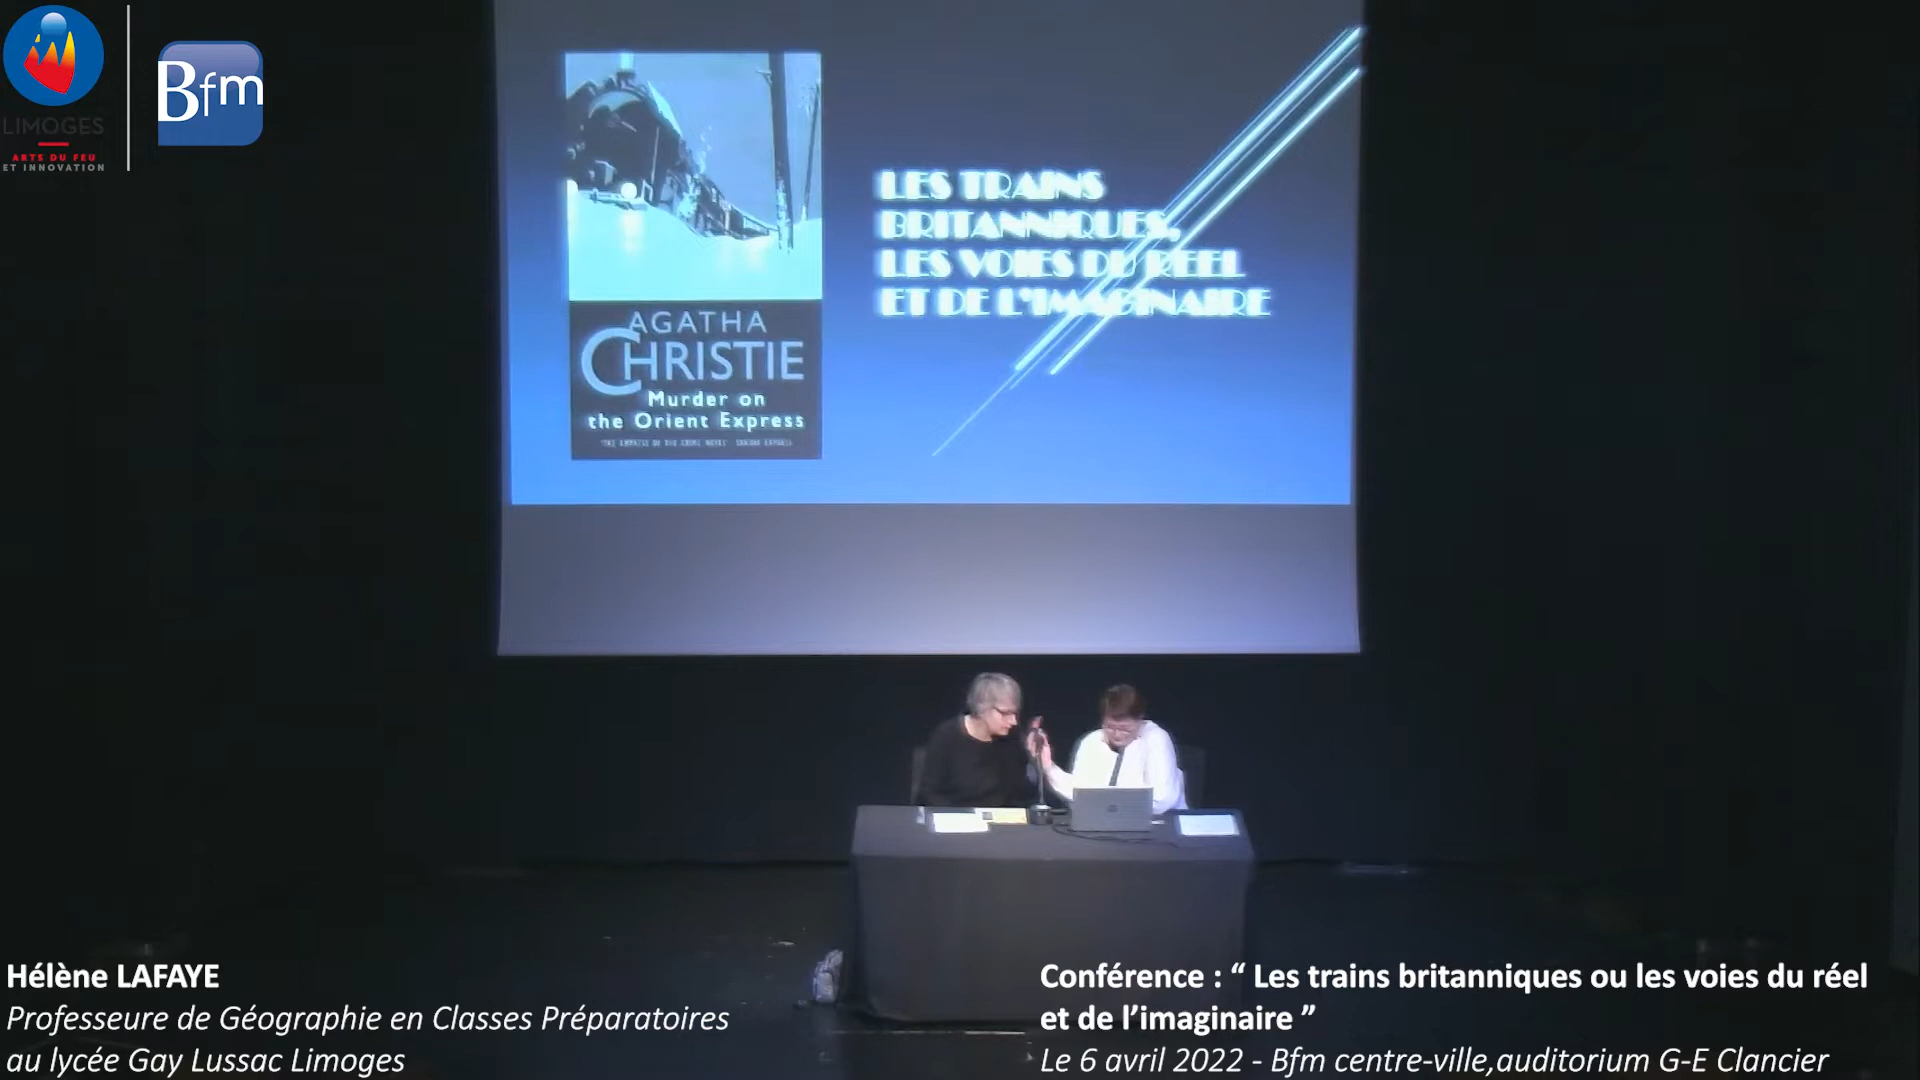 LIMOGES
ARTS DU FEU
ET INNOVATION
Bfm
LES TRAINS
BRITANNIQUES,
LES VOIES DU REEL
ET DE L'IMAGINAIRE
AGATHA
CHRISTIE
Murder on
the Orient Express
Hélène LAFAYE
Professeure de Géographie en Classes Préparatoires
au lycée Gay Lussac Limoges
Conférence : “ Les trains britanniques ou les voies du réel
et de l’imaginaire ”
Le 6 avril 2022 - Bfm centre-ville,auditorium G-E Clancier